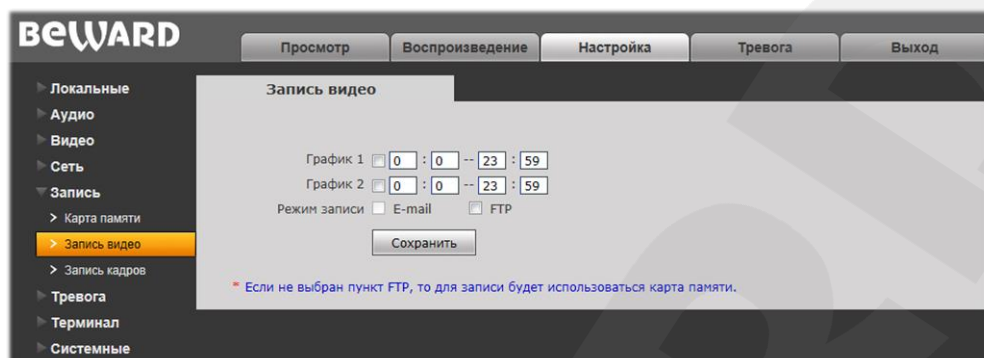 BEWARD
Просмотр Воспроизведение Настройка Тревога Выход
Локальные
Аудио
Видео
Сеть
Запись
> Карта памяти
> Запись видео
> Запись кадров
Тревога
Терминал
Системные
Запись видео
График 1 0 : 0 -- 23 : 59
График 2 0 : 0 -- 23 : 59
Режим записи E-mail FTP
Сохранить
* Если не выбран пункт FTP, то для записи будет использоваться карта памяти.